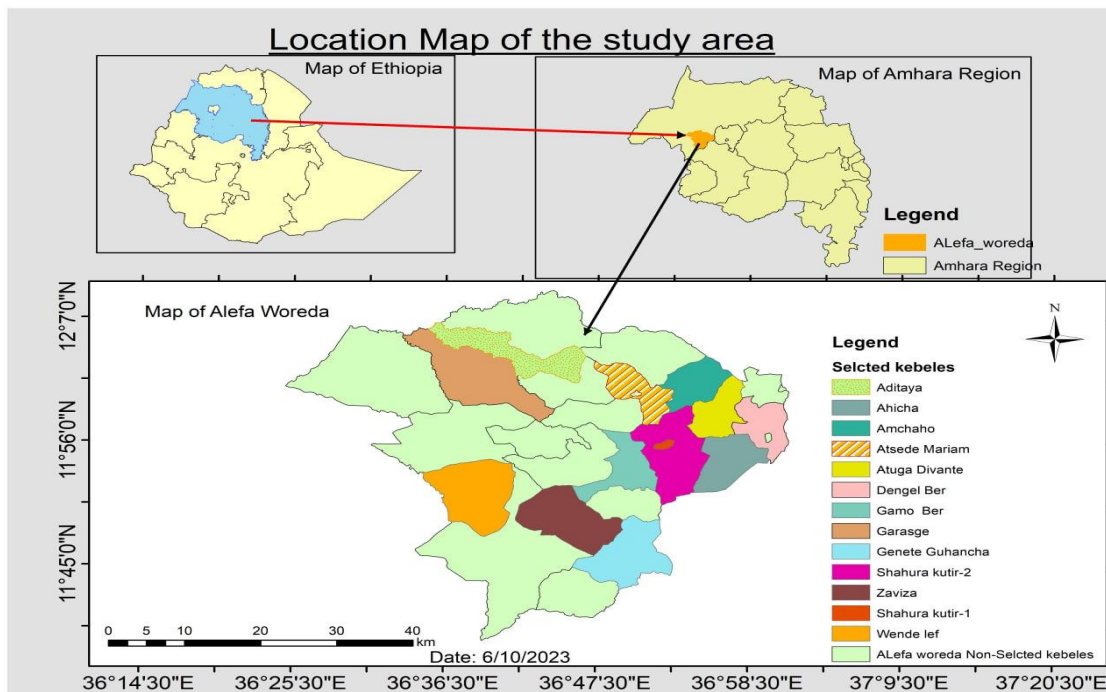 Location Map of the study area
Map of Ethiopia
Map of Amhara Region
Legend
ALefa_woreda
Amhara Region
Map of Alefa Woreda
N
12°7'0"N
11°56'0"N
11°45'0"N
Legend
Selcted kebeles
Aditaya
Ahicha
Amchaho
Atsede Mariam
Atuga Divante
Dengel Ber
Gamo Ber
Garasge
Genete Guhancha
Shahura kutir-2
Zaviza
Shahura kutir-1
Wende lef
ALefa woreda Non-Selcted kebeles
0 5 10 20 30 40
km
Date: 6/10/2023
36°14'30"E 36°25'30"E 36°36'30"E 36°47'30"E 36°58'30"E 37°9'30"E 37°20'30"E